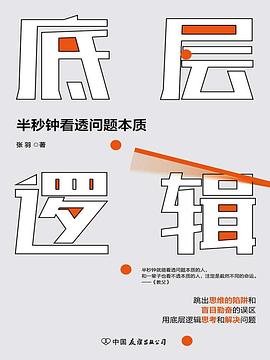 底层
半秒钟看透问题本质
张羽 著
逻辑
半秒钟就能看透问题本质的人，
和一辈子也看不透本质的人，注定是截然不同的命运。
——《教父》
跳出思维的陷阱和
盲目勤奋的误区
用底层逻辑思考和解决问题
中国友谊出版公司